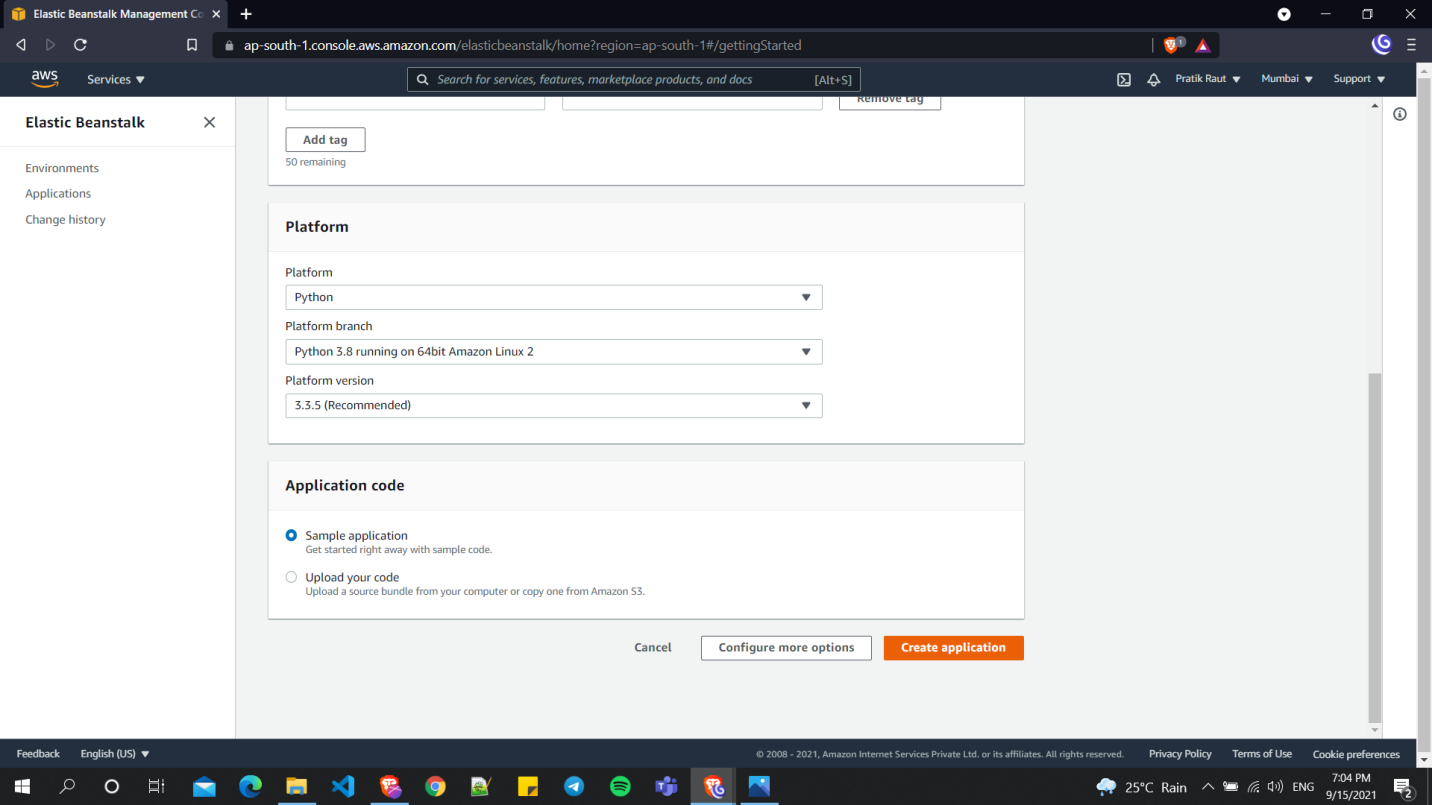 Elastic Beanstalk Management Co
ap-south-1.console.aws.amazon.com/elasticbeanstalk/home?region=ap-south-1#/gettingStarted
1
aws
Services
Search for services, features, marketplace products, and docs
[Alt+S]
Pratik Raut
Mumbai
Support
Elastic Beanstalk
Environments
Applications
Change history
Remove tag
Add tag
50 remaining
Platform
Platform
Python
Platform branch
Python 3.8 running on 64bit Amazon Linux 2
Platform version
3.3.5 (Recommended)
Application code
Sample application
Get started right away with sample code.
Upload your code
Upload a source bundle from your computer or copy one from Amazon S3.
Cancel
Configure more options
Create application
Feedback
English (US)
© 2008 - 2021, Amazon Internet Services Private Ltd. or its affiliates. All rights reserved.
Privacy Policy
Terms of Use
Cookie preferences
25°C Rain
ENG
7:04 PM
9/15/2021
2